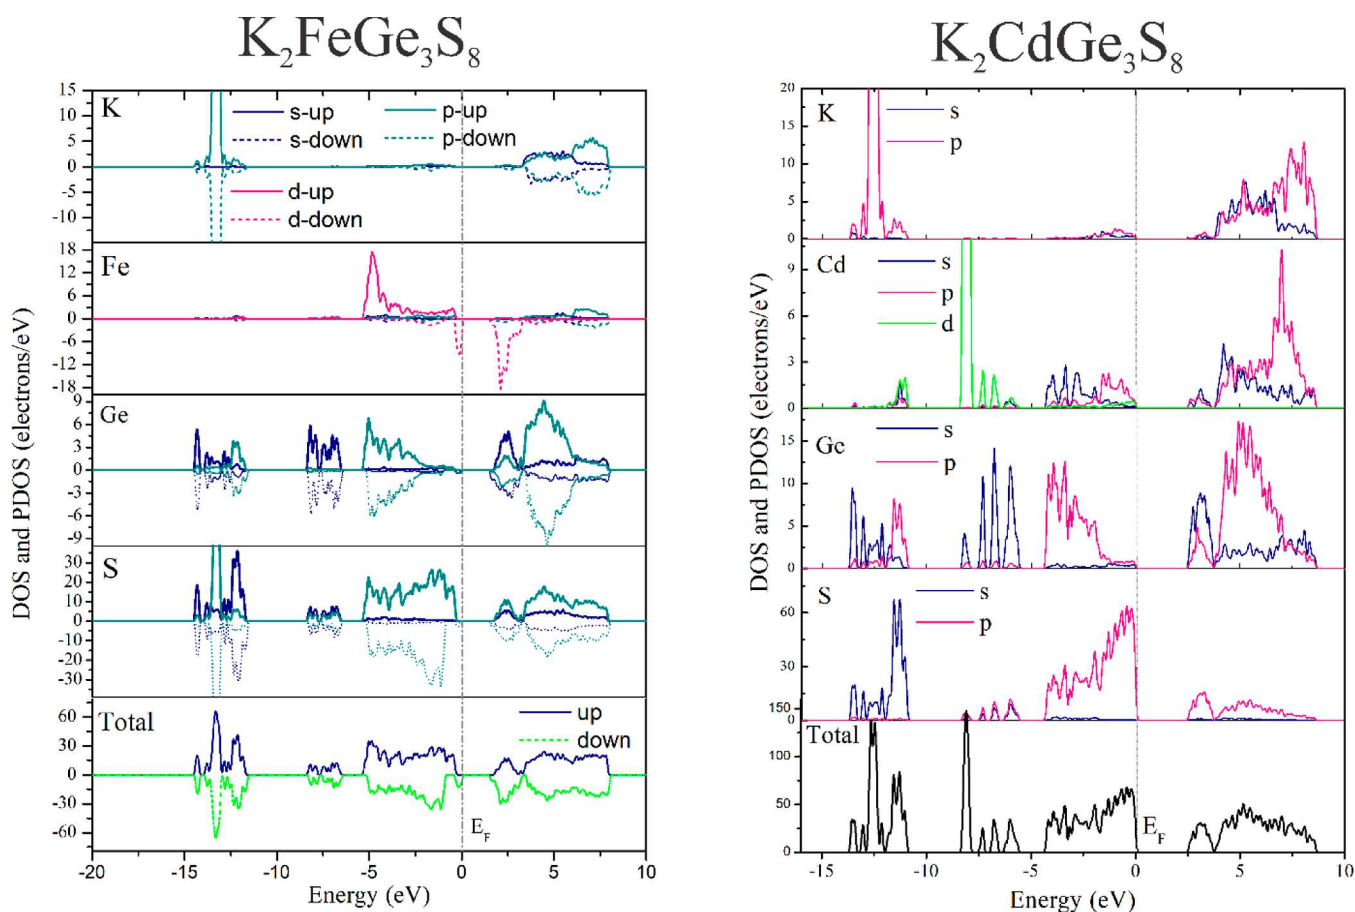 K₂FeGe₃S₈
DOS and PDOS (electrons/eV)
15
10
5
0
-5
-10
K
s-up
s-down
p-up
p-down
d-up
d-down
18
12
6
0
-6
-12
-18
Fe
9
6
3
0
-3
-6
-9
Ge
30
20
10
0
-10
-20
-30
S
60
30
0
-30
-60
Total
up
down
E_F
-20
-15
-10
-5
0
5
10
Energy (eV)
K₂CdGe₃S₈
DOS and PDOS (electrons/eV)
20
15
10
5
0
K
s
p
9
6
3
0
Cd
s
p
d
15
10
5
0
Ge
s
p
60
30
0
S
s
p
150
100
50
0
Total
E_F
-15
-10
-5
0
5
10
Energy (eV)